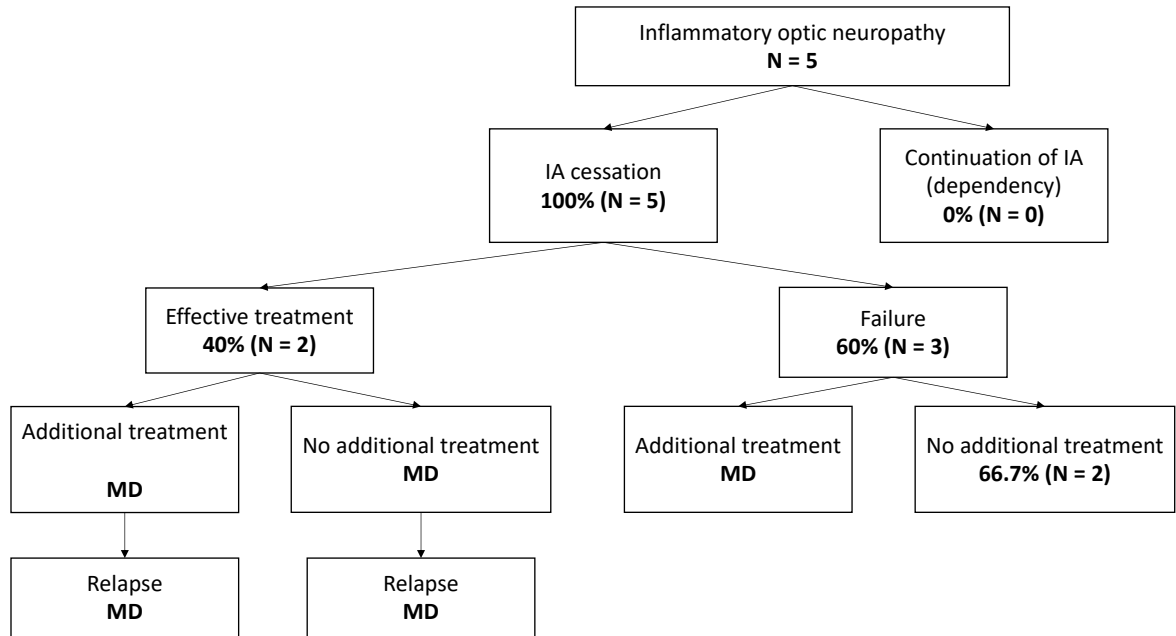 Inflammatory optic neuropathy
N = 5
IA cessation
100% (N = 5)
Continuation of IA
(dependency)
0% (N = 0)
Effective treatment
40% (N = 2)
Failure
60% (N = 3)
Additional treatment
MD
No additional treatment
MD
Additional treatment
MD
No additional treatment
66.7% (N = 2)
Relapse
MD
Relapse
MD